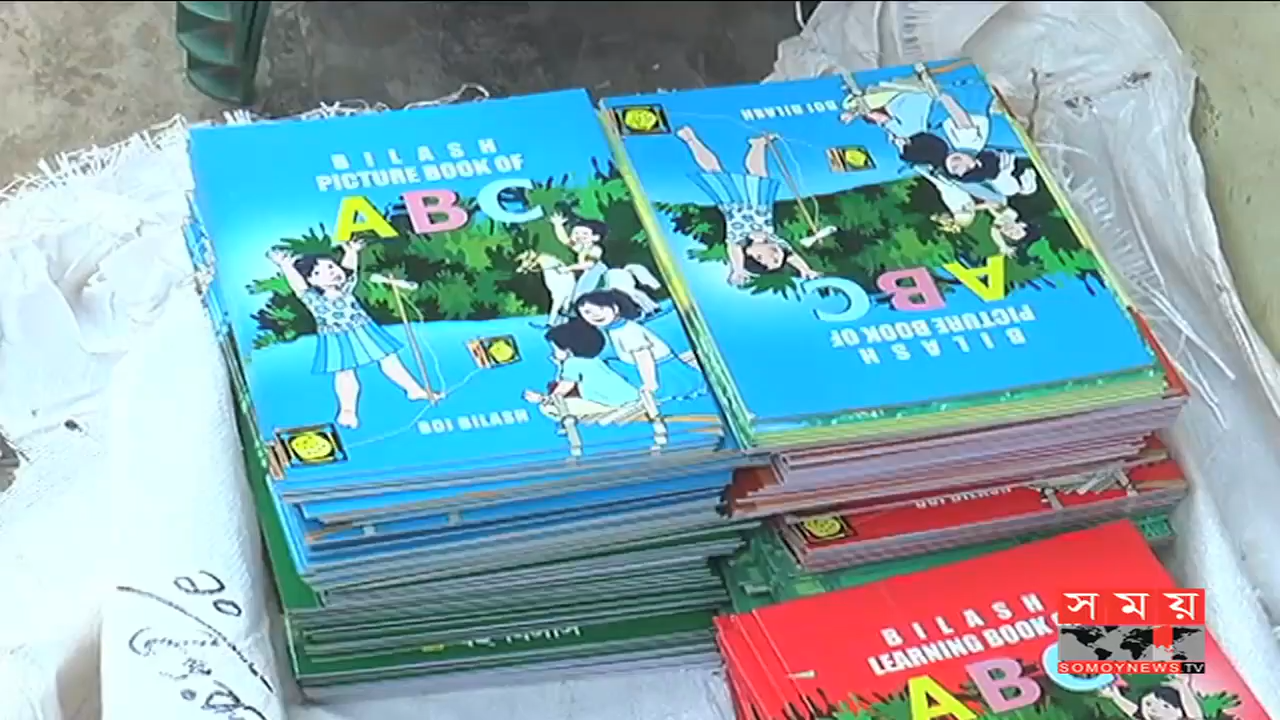 BILASH
PICTURE BOOK OF
ABC
BOI BILASH
BOI BILASH
ABC
PICTURE BOOK OF
BILASH
BILASH
LEARNING BOOK
AB
সময়
SOMOYNEWS TV